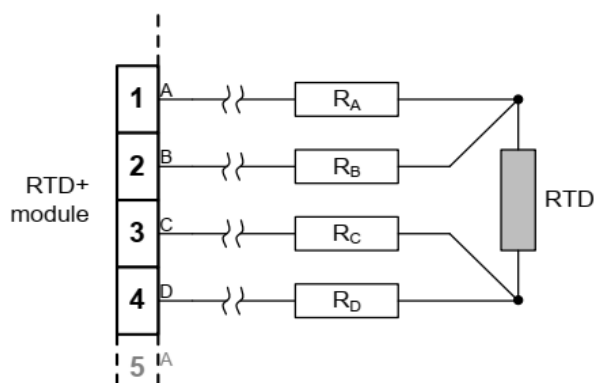 1 A R_A
2 B R_B
RTD+
module
RTD
3 C R_C
4 D R_D
5 A